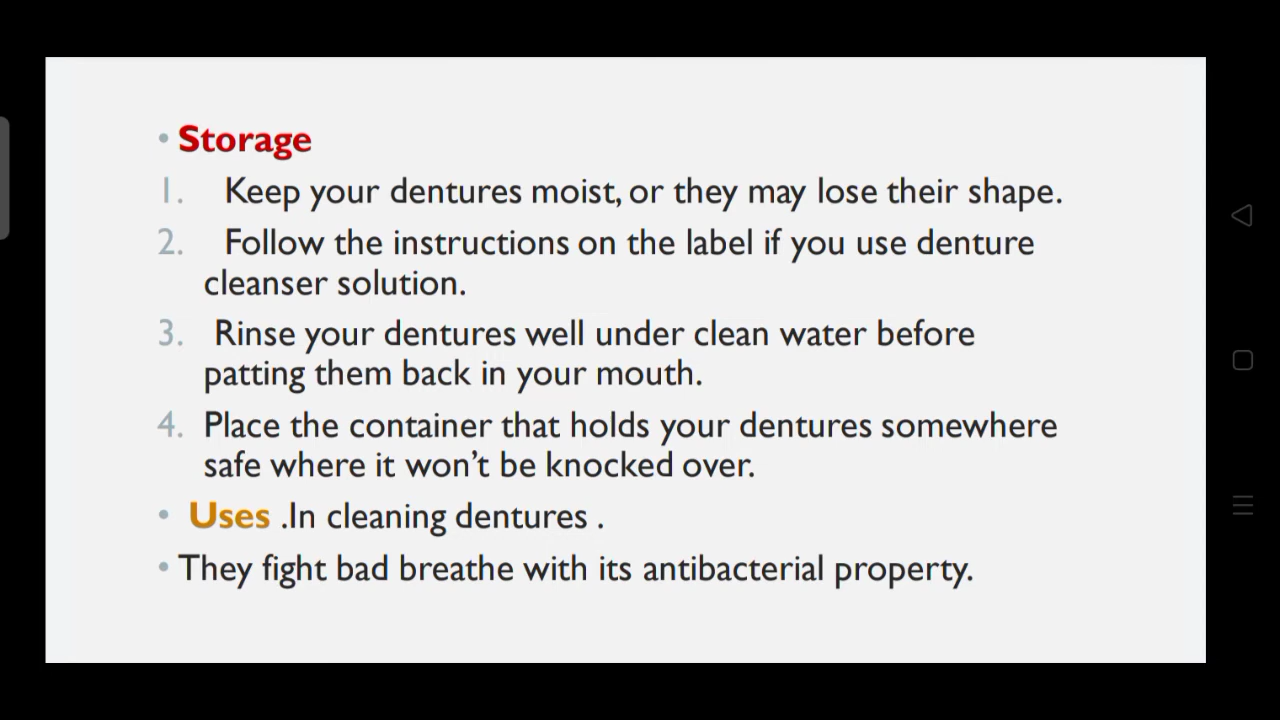 • Storage
1. Keep your dentures moist, or they may lose their shape.
2. Follow the instructions on the label if you use denture
cleanser solution.
3. Rinse your dentures well under clean water before
patting them back in your mouth.
4. Place the container that holds your dentures somewhere
safe where it won’t be knocked over.
• Uses .In cleaning dentures .
• They fight bad breathe with its antibacterial property.